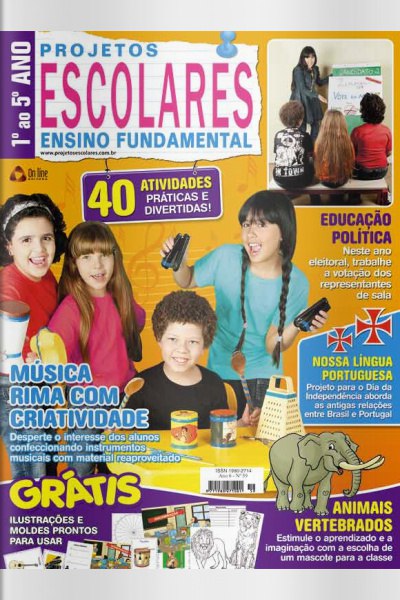 1º ao 5º ANO
PROJETOS
ESCOLARES
ENSINO FUNDAMENTAL
www.projetosescolares.com.br
On line
EDITORA
40 ATIVIDADES
PRÁTICAS E
DIVERTIDAS!
CANDIDATO
EDUCAÇÃO
POLÍTICA
Neste ano
eleitoral, trabalhe
a votação dos
representantes
de sala
NOSSA LÍNGUA
PORTUGUESA
Projeto para o Dia da
Independência aborda
as antigas relações
entre Brasil e Portugal
MÚSICA
RIMA COM
CRIATIVIDADE
Desperte o interesse dos alunos
confeccionando instrumentos
musicais com material reaproveitado
GRÁTIS
ILUSTRAÇÕES E
MOLDES PRONTOS
PARA USAR
ANIMAIS
VERTEBRADOS
Estimule o aprendizado e a
imaginação com a escolha de
um mascote para a classe